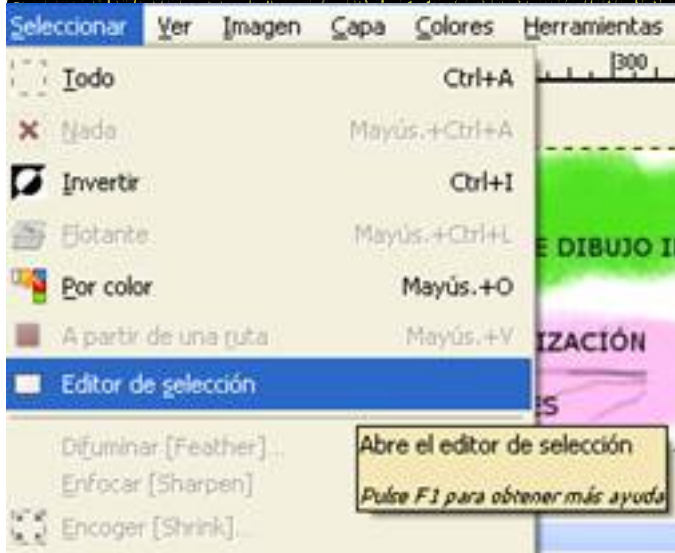 Seleccionar Ver Imagen Capa Colores Herramientas
Todo Ctrl+A
300
Nada Mayús.+Ctrl+A
Invertir Ctrl+I
Flotante Mayús.+Ctrl+L
E DIBUJO I
Por color Mayús.+O
A partir de una ruta Mayús.+V
IZACIÓN
Editor de selección
ES
Difuminar [Feather]...
Abre el editor de selección
Enfocar [Sharpen]
Pulse F1 para obtener más ayuda
Encoger [Shrink]...